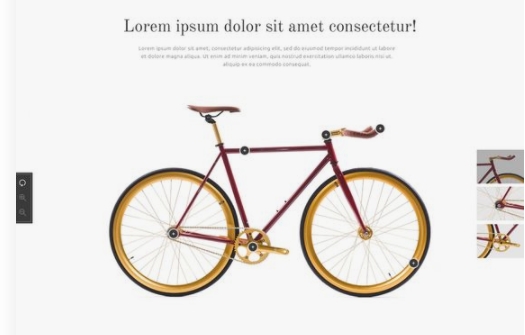 Lorem ipsum dolor sit amet consectetur!
Lorem ipsum dolor sit amet, consectetur adipisicing elit, sed do eiusmod tempor incididunt ut labore
et dolore magna aliqua. Ut enim ad minim veniam, quis nostrud exercitation ullamco laboris nisi ut
aliquip ex ea commodo consequat.